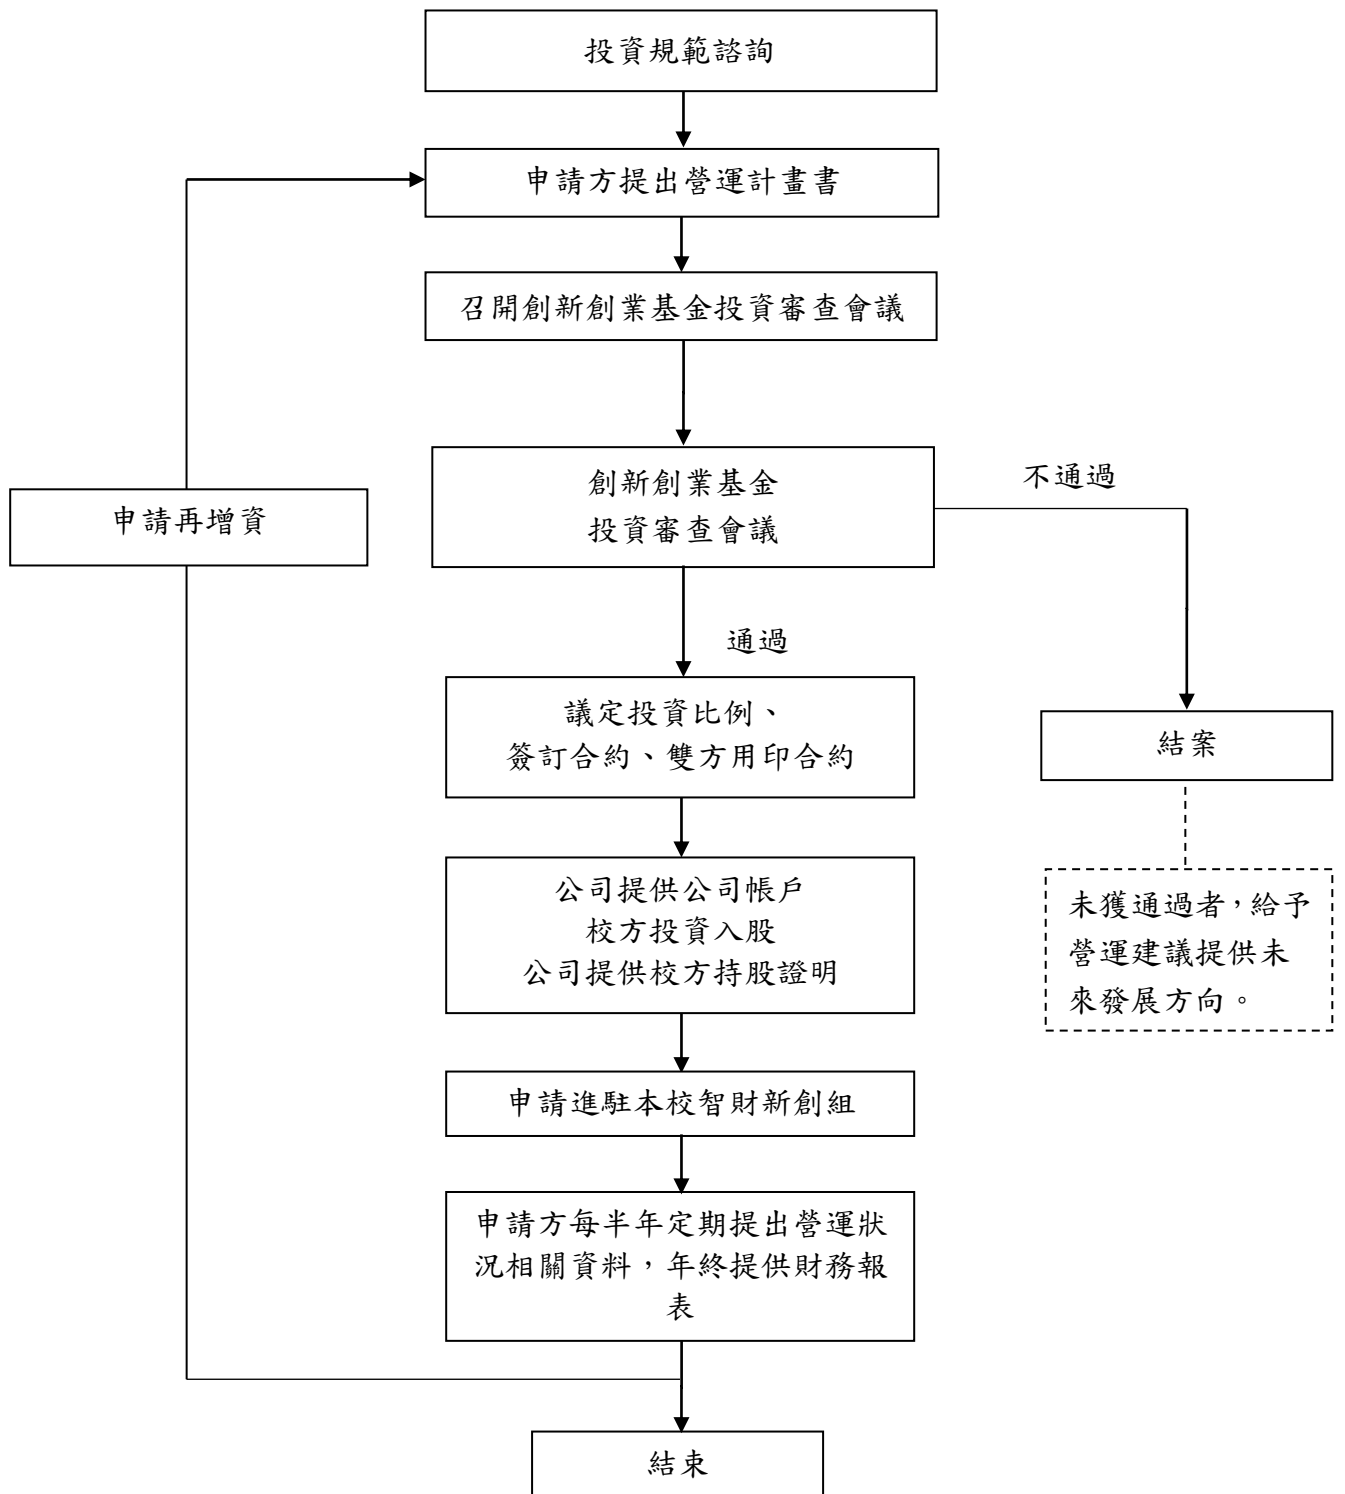 投資規範諮詢
申請方提出營運計畫書
召開創新創業基金投資審查會議
創新創業基金
投資審查會議
不通過
申請再增資
通過
議定投資比例、
簽訂合約、雙方用印合約
結案
公司提供公司帳戶
校方投資入股
公司提供校方持股證明
未獲通過者，給予
營運建議提供未
來發展方向。
申請進駐本校智財新創組
申請方每半年定期提出營運狀
況相關資料，年終提供財務報
表
結束